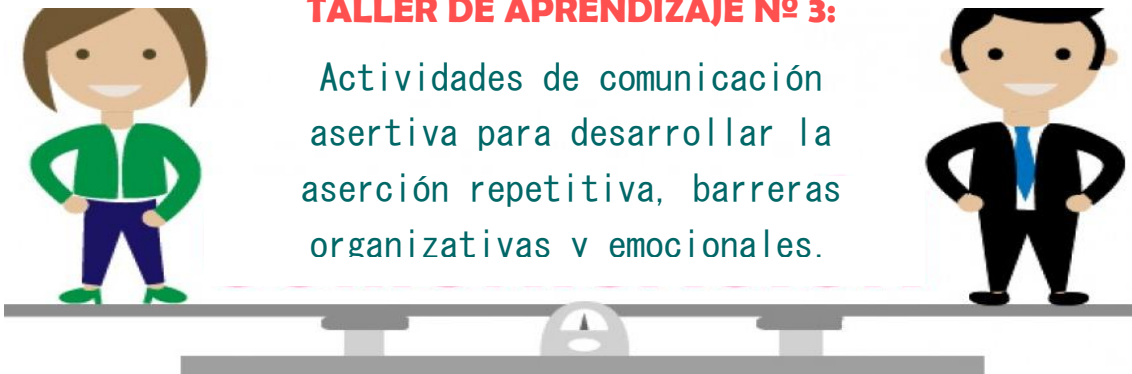 TALLER DE APRENDIZAJE Nº 3:
Actividades de comunicación
asertiva para desarrollar la
aserción repetitiva, barreras
organizativas y emocionales.